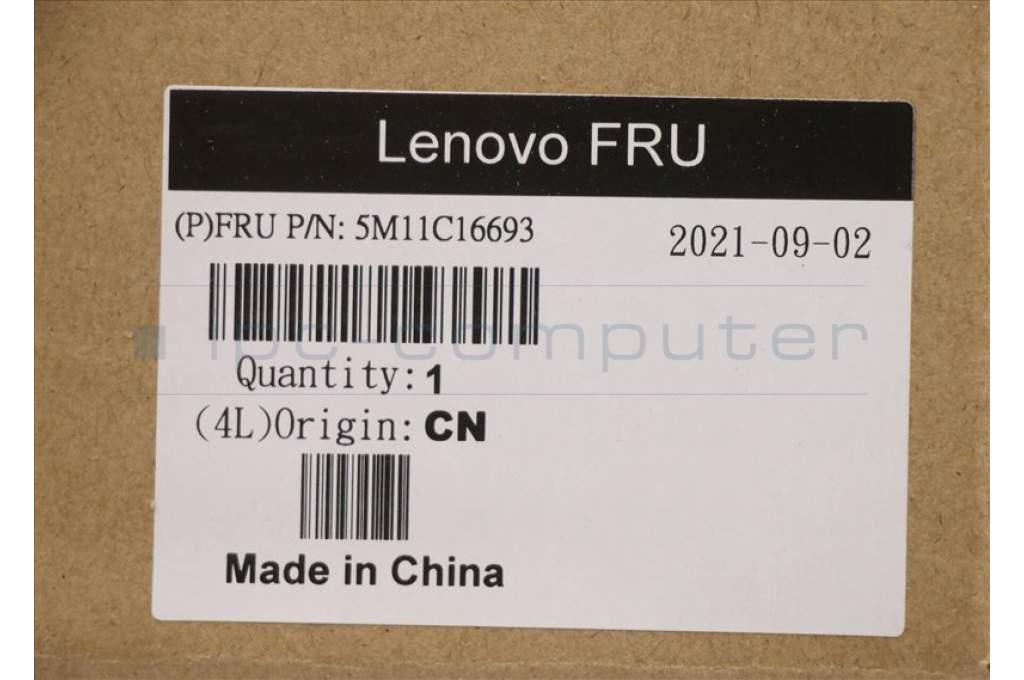 Lenovo FRU
(P)FRU P/N: 5M11C16693
2021-09-02
ipc-computer
Quantity: 1
(4L)Origin: CN
Made in China